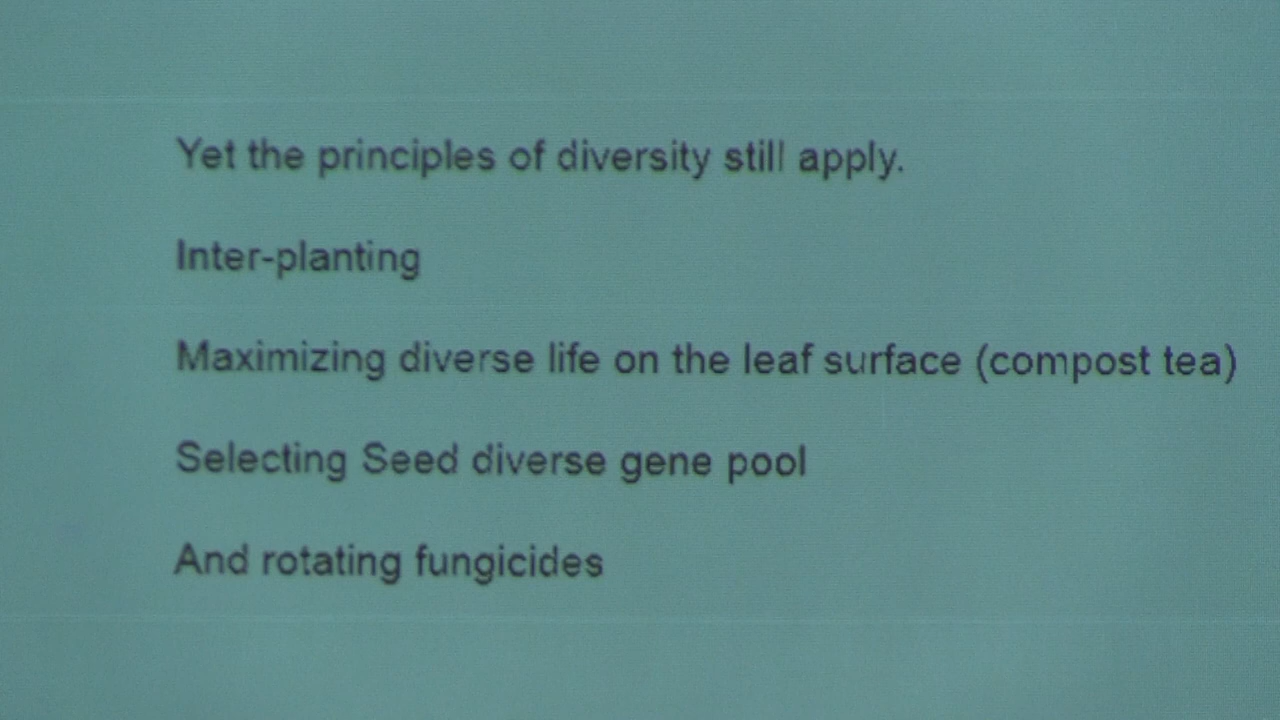 Yet the principles of diversity still apply.
Inter-planting
Maximizing diverse life on the leaf surface (compost tea)
Selecting Seed diverse gene pool
And rotating fungicides